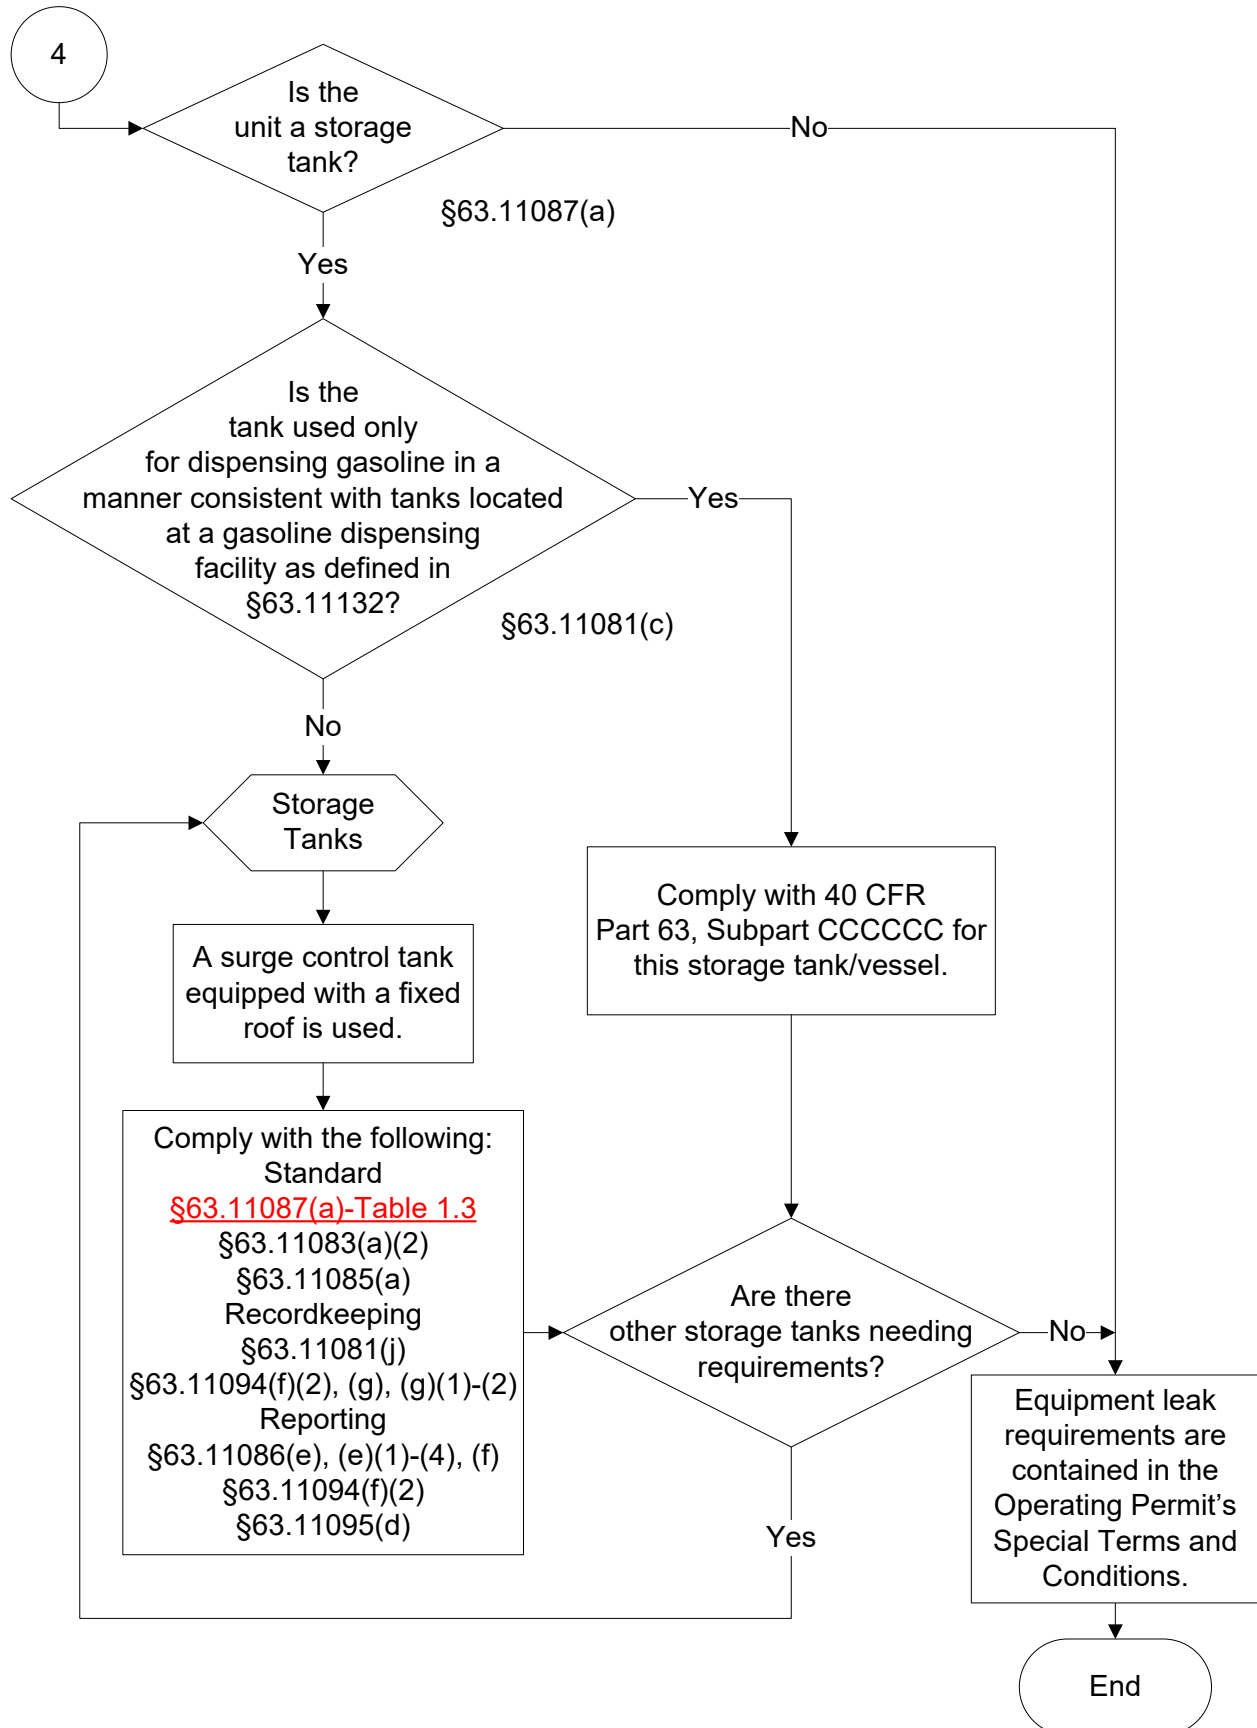 4
Is the
unit a storage
tank?
No
§63.11087(a)
Yes
Is the
tank used only
for dispensing gasoline in a
manner consistent with tanks located
at a gasoline dispensing
facility as defined in
§63.11132?
Yes
§63.11081(c)
No
Storage
Tanks
A surge control tank
equipped with a fixed
roof is used.
Comply with 40 CFR
Part 63, Subpart CCCCCC for
this storage tank/vessel.
Comply with the following:
Standard
§63.11087(a)-Table 1.3
§63.11083(a)(2)
§63.11085(a)
Recordkeeping
§63.11081(j)
§63.11094(f)(2), (g), (g)(1)-(2)
Reporting
§63.11086(e), (e)(1)-(4), (f)
§63.11094(f)(2)
§63.11095(d)
Are there
other storage tanks needing
requirements?
No
Yes
Equipment leak
requirements are
contained in the
Operating Permit's
Special Terms and
Conditions.
End